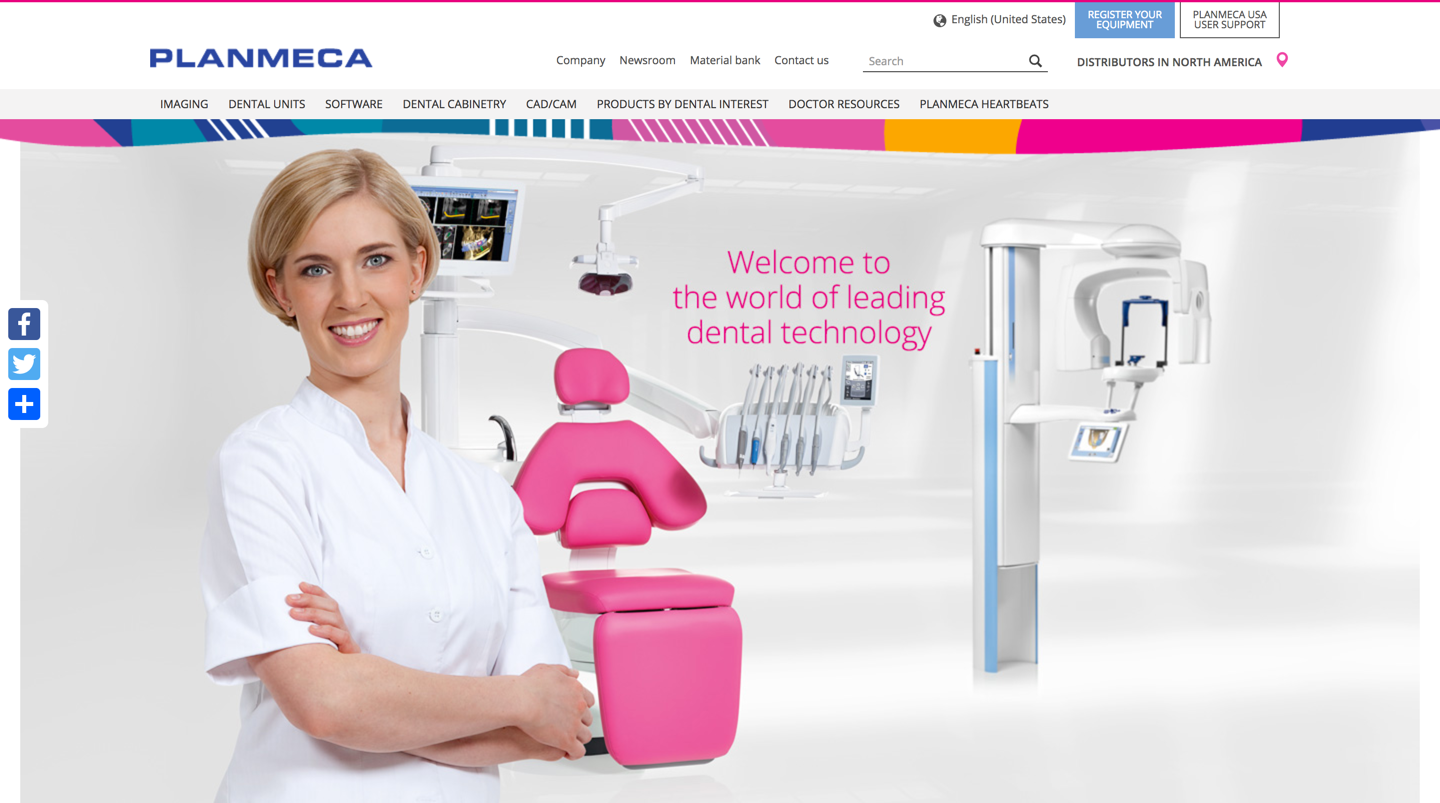 English (United States)
REGISTER YOUR
EQUIPMENT
PLANMECA USA
USER SUPPORT
PLANMECA
Company
Newsroom
Material bank
Contact us
Search
DISTRIBUTORS IN NORTH AMERICA
IMAGING
DENTAL UNITS
SOFTWARE
DENTAL CABINETRY
CAD/CAM
PRODUCTS BY DENTAL INTEREST
DOCTOR RESOURCES
PLANMECA HEARTBEATS
Welcome to
the world of leading
dental technology